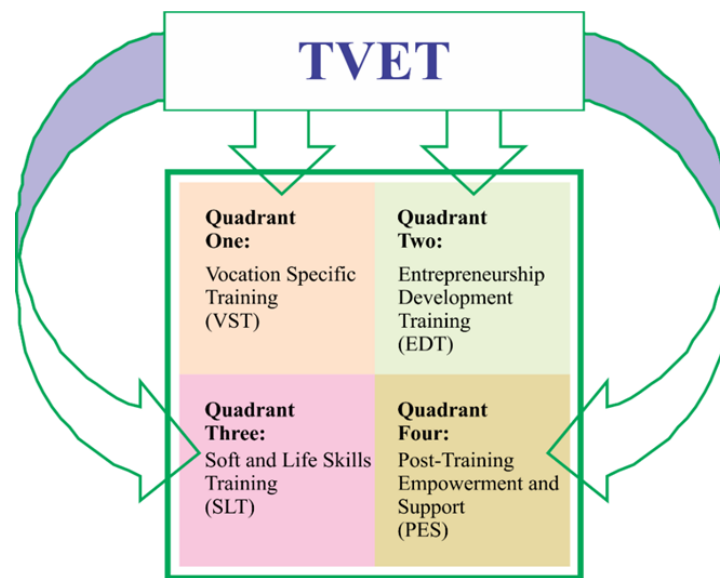 TVET
Quadrant
One:
Vocation Specific
Training
(VST)
Quadrant
Two:
Entrepreneurship
Development
Training
(EDT)
Quadrant
Three:
Soft and Life Skills
Training
(SLT)
Quadrant
Four:
Post-Training
Empowerment and
Support
(PES)